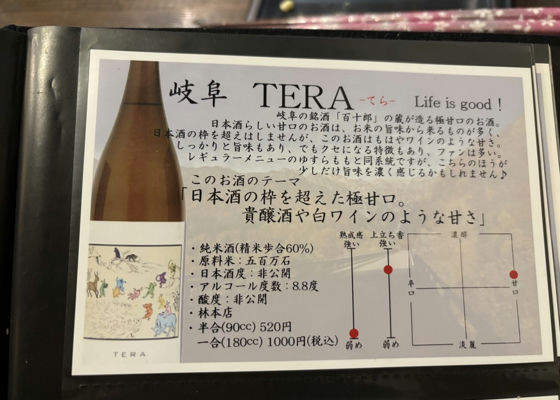 岐阜 TERA -てら- Life is good!
岐阜の銘酒「百十郎」の蔵が造る極甘口のお酒。
日本酒らしい甘口のお酒は、お米の旨味から来るものが多く、
日本酒の枠を超えはしませんが、このお酒はもはやワインのような甘さ。
しっかりと旨味もあり、でもクセになる特徴もあり、ファンは多い。
レギュラーメニューのゆすらももと同系統ですが、こちらのほうが
少しだけ旨味を濃く感じるかもしれません♪
このお酒のテーマ
「日本酒の枠を超えた極甘口。
貴醸酒や白ワインのような甘さ」
・純米酒(精米歩合60%)
・原料米:五百万石
・日本酒度:非公開
・アルコール度数:8.8度
・酸度:非公開
・林本店
・半合(90cc) 520円
一合(180cc) 1000円(税込)
熟成感
強い
弱め
上立ち香
強い
弱め
濃醇
辛口
甘口
淡麗
TERA